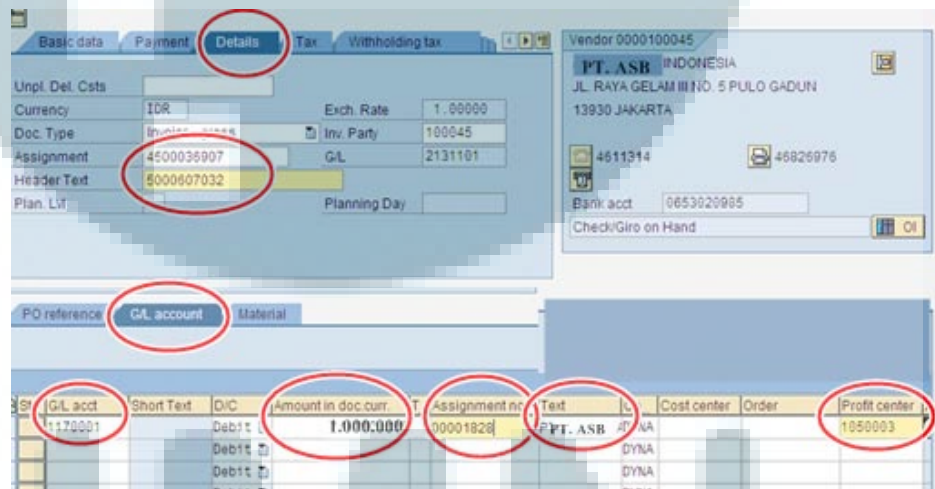 Basic data Payment Details Tax Withholding tax
Unpl. Del. Csts
Currency IDR Exch. Rate 1.00000
Doc. Type Inv. Party 100045
Assignment 4500036907 G/L 2131101
Header Text 5000607032
Plan. Lvl Planning Day
Vendor 0000100045
PT. ASB INDONESIA
JL. RAYA GELAM III NO. 5 PULO GADUN
13930 JAKARTA
4611314 46826976
Bank acct 0653020985
Check/Giro on Hand OI
PO reference G/L account Material
G/L acct Short Text D/C Amount in doc.curr. T. Assignment no Text Cost center Order Profit center
1170001 Debit 1.000.000 00001828 PT. ASB DYNA 1050003
Debit DYNA
Debit DYNA